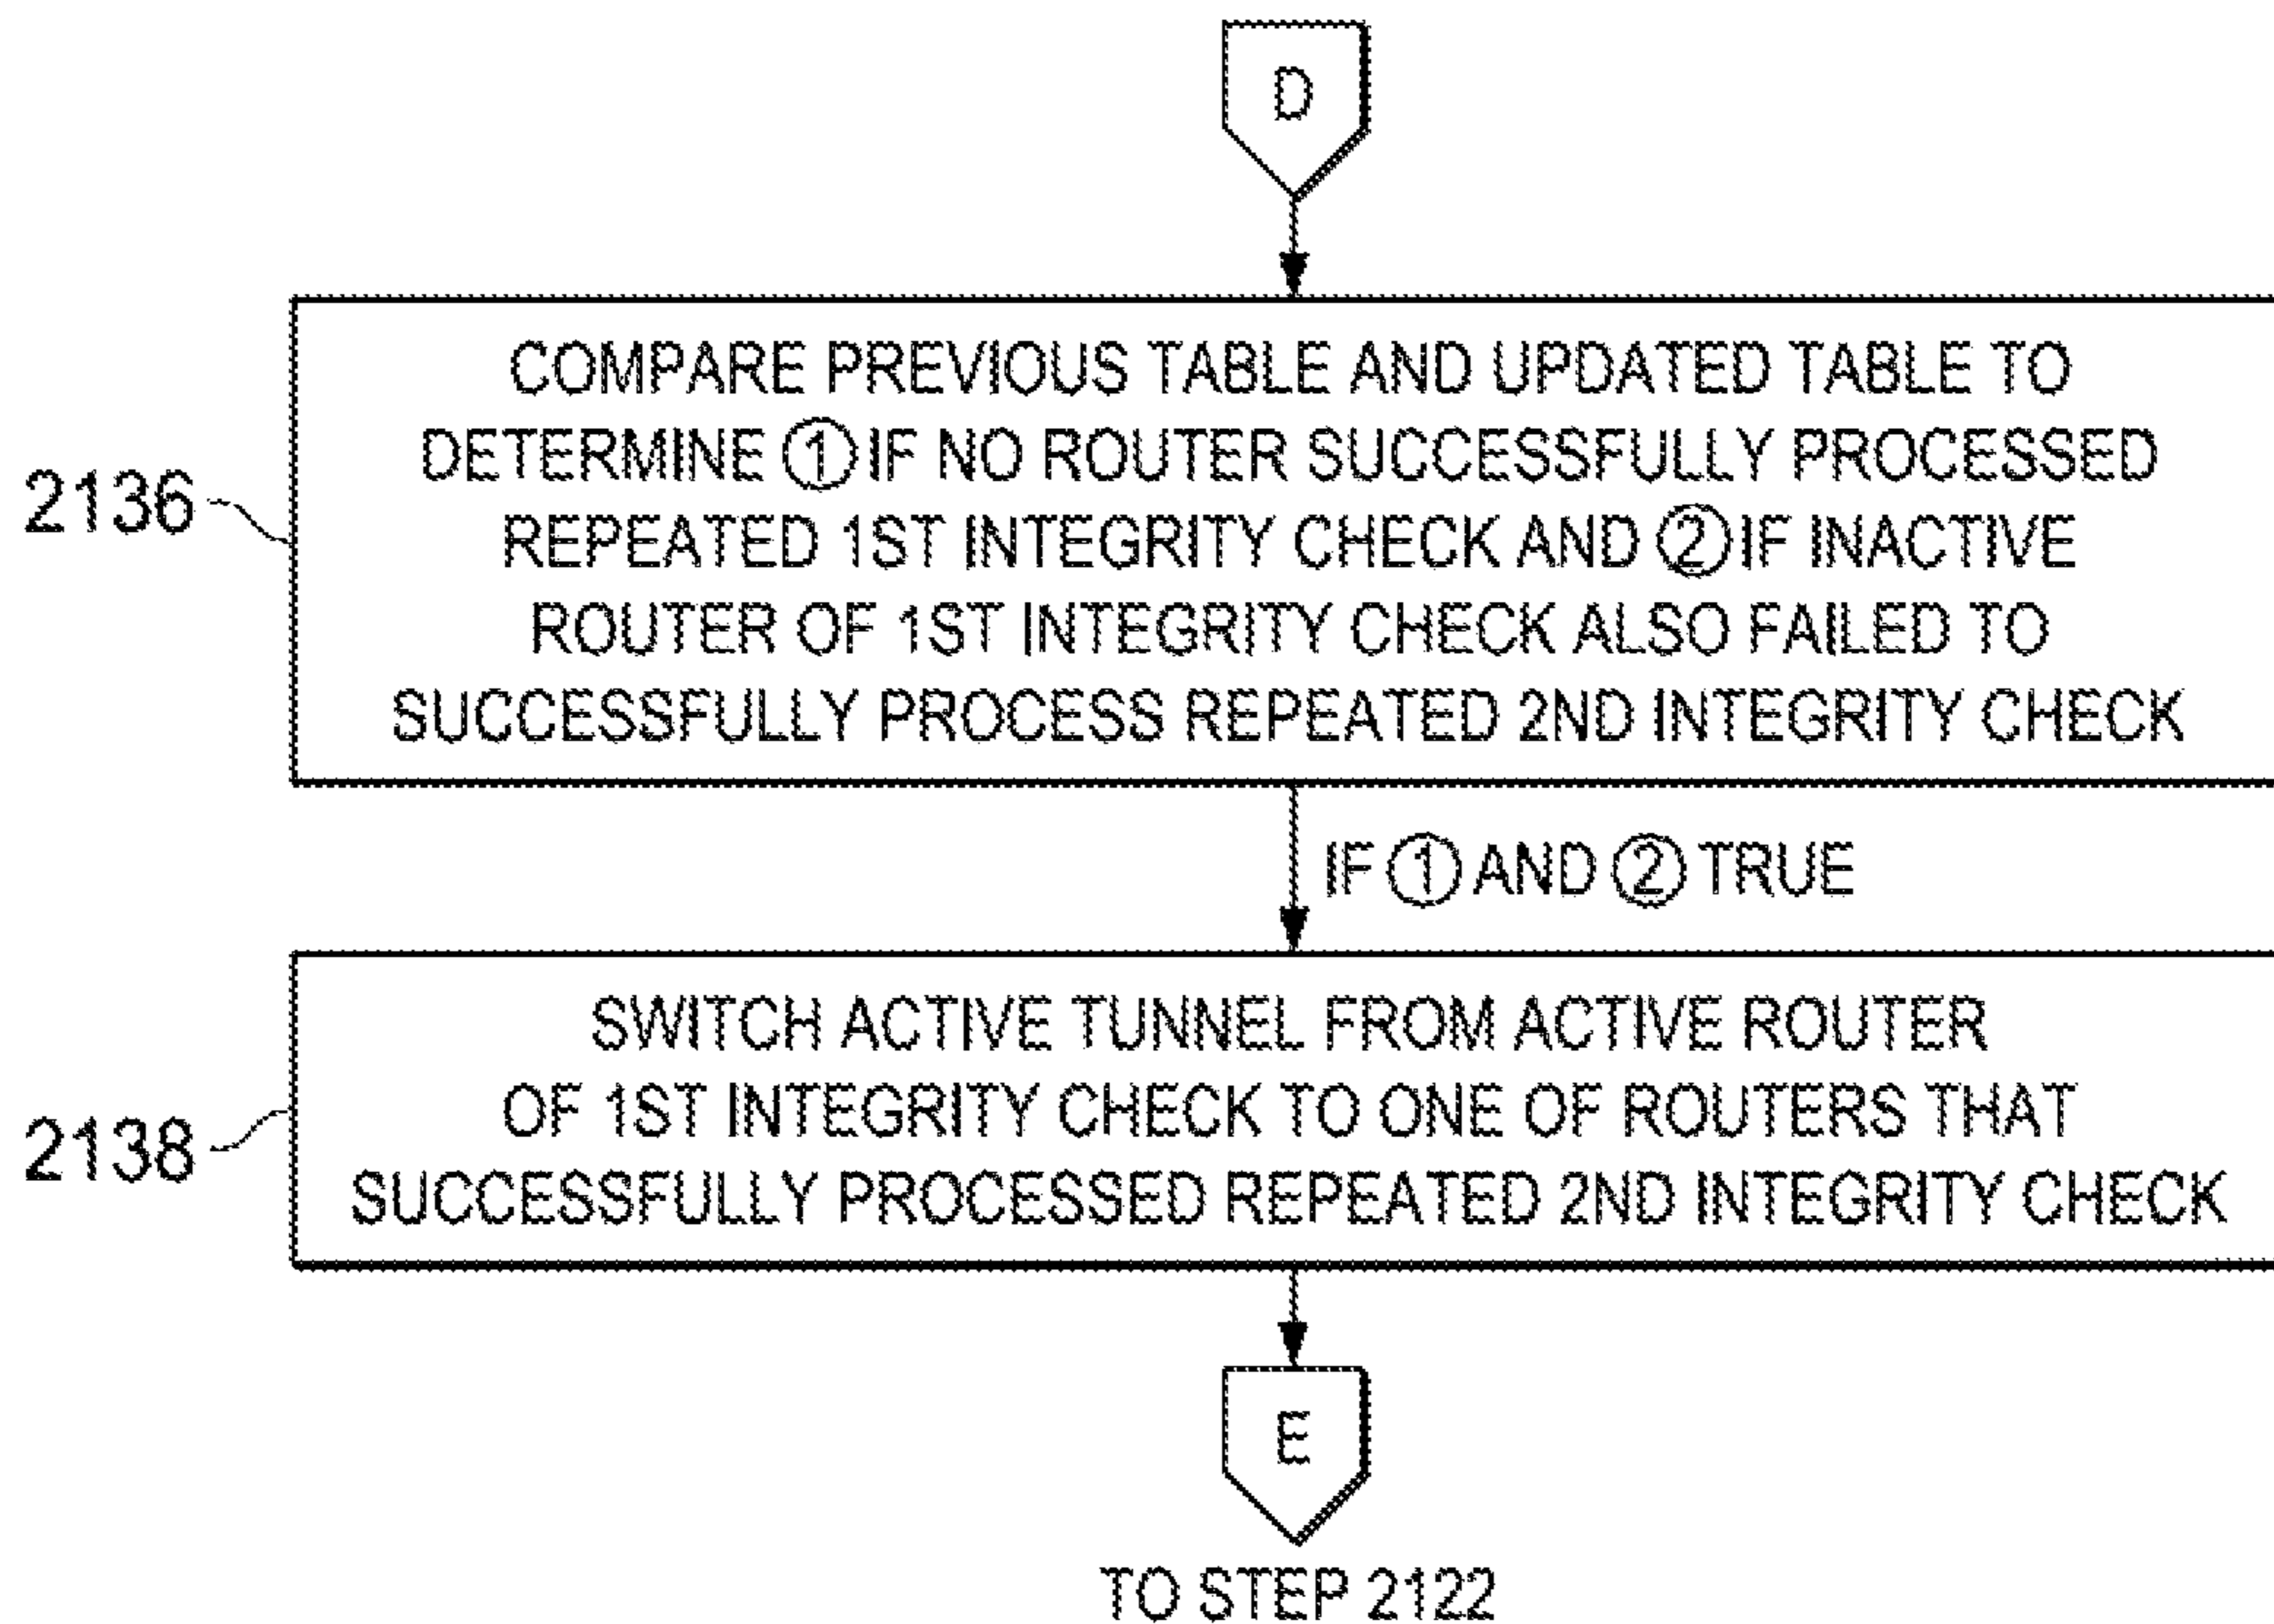 D
COMPARE PREVIOUS TABLE AND UPDATED TABLE TO
DETERMINE ① IF NO ROUTER SUCCESSFULLY PROCESSED
2136
REPEATED 1ST INTEGRITY CHECK AND ② IF INACTIVE
ROUTER OF 1ST INTEGRITY CHECK ALSO FAILED TO
SUCCESSFULLY PROCESS REPEATED 2ND INTEGRITY CHECK
IF ① AND ② TRUE
SWITCH ACTIVE TUNNEL FROM ACTIVE ROUTER
OF 1ST INTEGRITY CHECK TO ONE OF ROUTERS THAT
2138
SUCCESSFULLY PROCESSED REPEATED 2ND INTEGRITY CHECK
E
TO STEP 2122